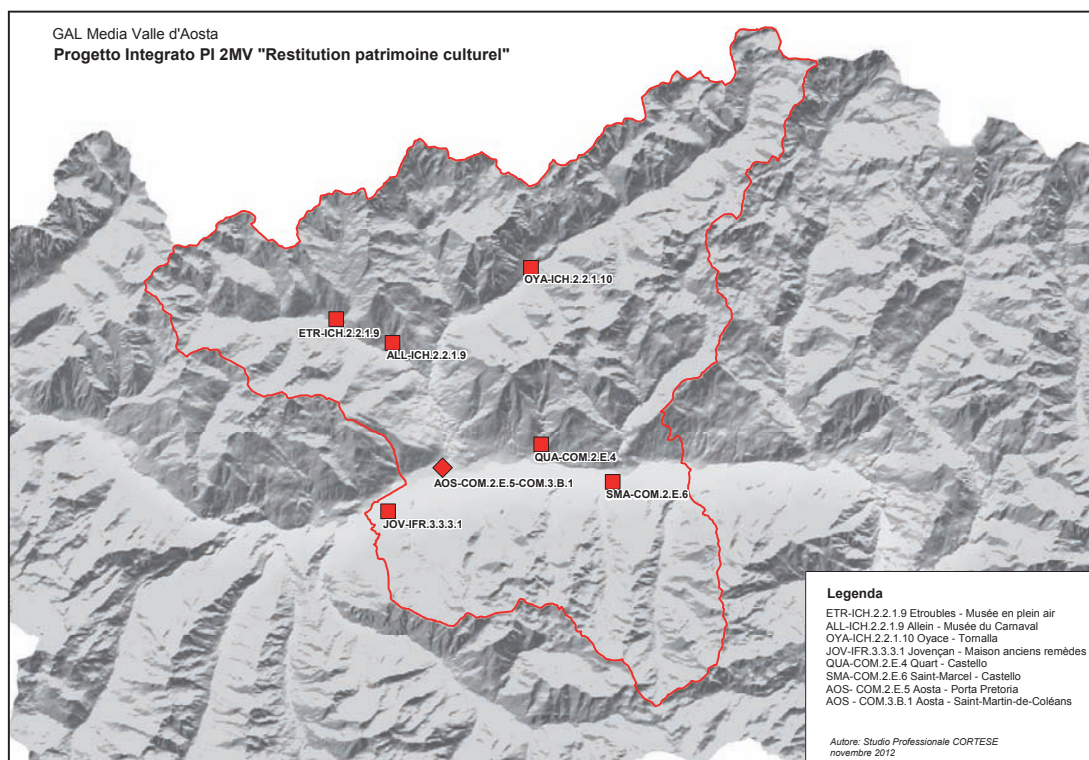 GAL Media Valle d'Aosta
Progetto Integrato PI 2MV "Restitution patrimoine culturel"
OYA-ICH.2.2.1.10
ETR-ICH.2.2.1.9
ALL-ICH.2.2.1.9
QUA-COM.2.E.4
AOS-COM.2.E.5-COM.3.B.1
SMA-COM.2.E.6
JOV-IFR.3.3.3.1
Legenda
ETR-ICH.2.2.1.9 Etroubles - Musée en plein air
ALL-ICH.2.2.1.9 Allein - Musée du Carnaval
OYA-ICH.2.2.1.10 Oyace - Tornalla
JOV-IFR.3.3.3.1 Jovençan - Maison anciens remèdes
QUA-COM.2.E.4 Quart - Castello
SMA-COM.2.E.6 Saint-Marcel - Castello
AOS- COM.2.E.5 Aosta - Porta Pretoria
AOS - COM.3.B.1 Aosta - Saint-Martin-de-Coléans
Autore: Studio Professionale CORTESE
novembre 2012